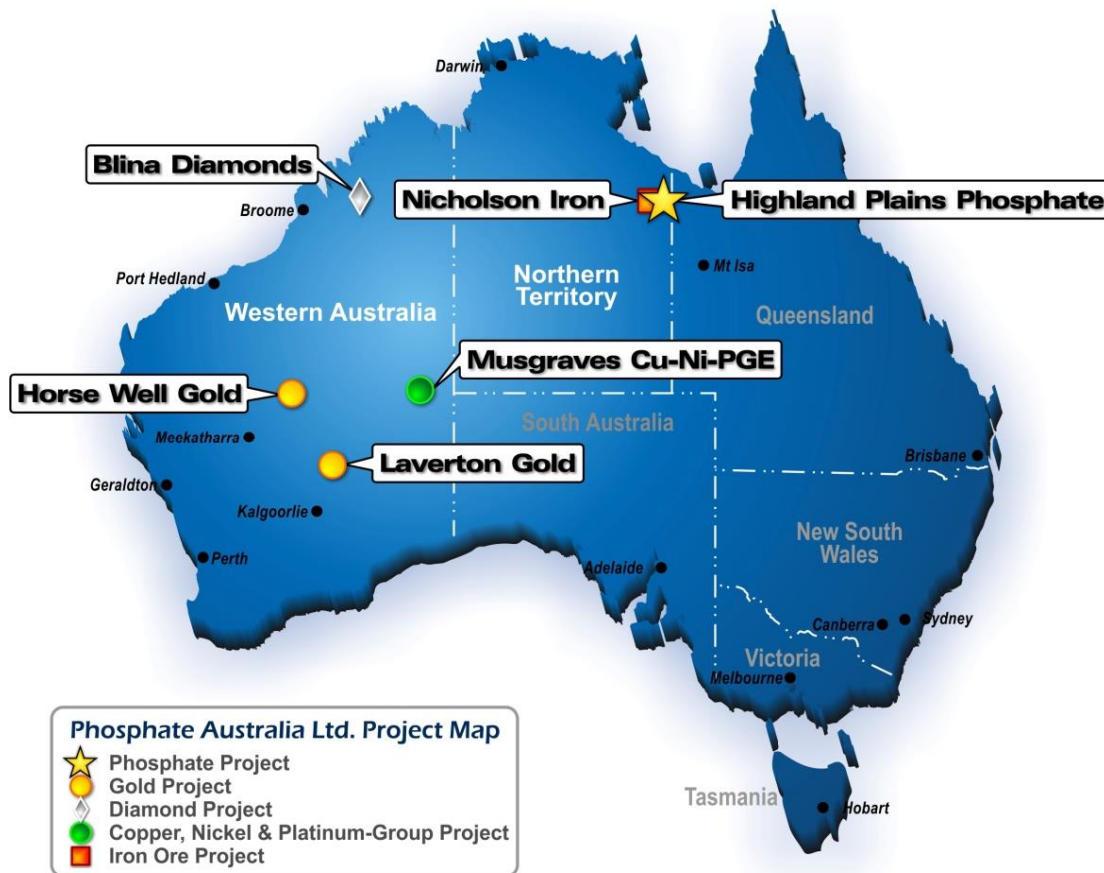 Darwin
Blina Diamonds
Broome
Nicholson Iron
Highland Plains Phosphate
Mt Isa
Port Hedland
Northern
Territory
Western Australia
Queensland
Musgraves Cu-Ni-PGE
Horse Well Gold
South Australia
Meekatharra
Laverton Gold
Brisbane
Geraldton
Kalgoorlie
New South
Wales
Perth
Adelaide
Canberra
Sydney
Victoria
Melbourne
Tasmania
Hobart
Phosphate Australia Ltd. Project Map
Phosphate Project
Gold Project
Diamond Project
Copper, Nickel & Platinum-Group Project
Iron Ore Project